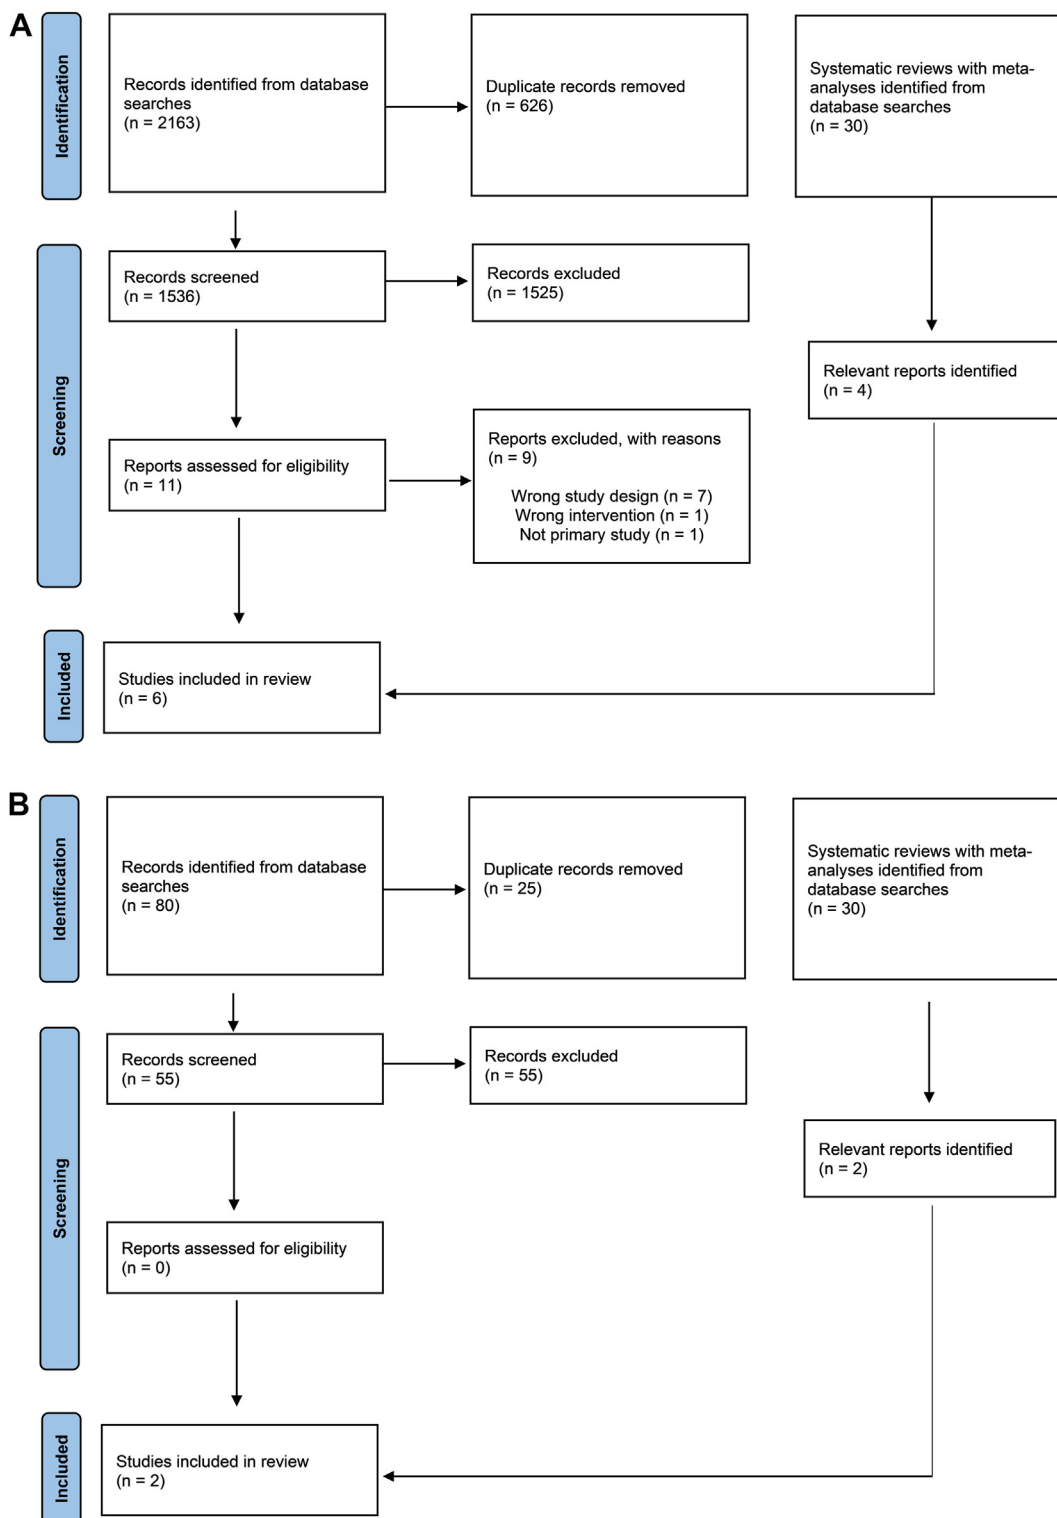 A
Identification
Records identified from database
searches
(n = 2163)
Duplicate records removed
(n = 626)
Systematic reviews with meta-
analyses identified from
database searches
(n = 30)
Screening
Records screened
(n = 1536)
Records excluded
(n = 1525)
Relevant reports identified
(n = 4)
Reports assessed for eligibility
(n = 11)
Reports excluded, with reasons
(n = 9)
Wrong study design (n = 7)
Wrong intervention (n = 1)
Not primary study (n = 1)
Included
Studies included in review
(n = 6)
B
Identification
Records identified from database
searches
(n = 80)
Duplicate records removed
(n = 25)
Systematic reviews with meta-
analyses identified from
database searches
(n = 30)
Screening
Records screened
(n = 55)
Records excluded
(n = 55)
Relevant reports identified
(n = 2)
Reports assessed for eligibility
(n = 0)
Included
Studies included in review
(n = 2)